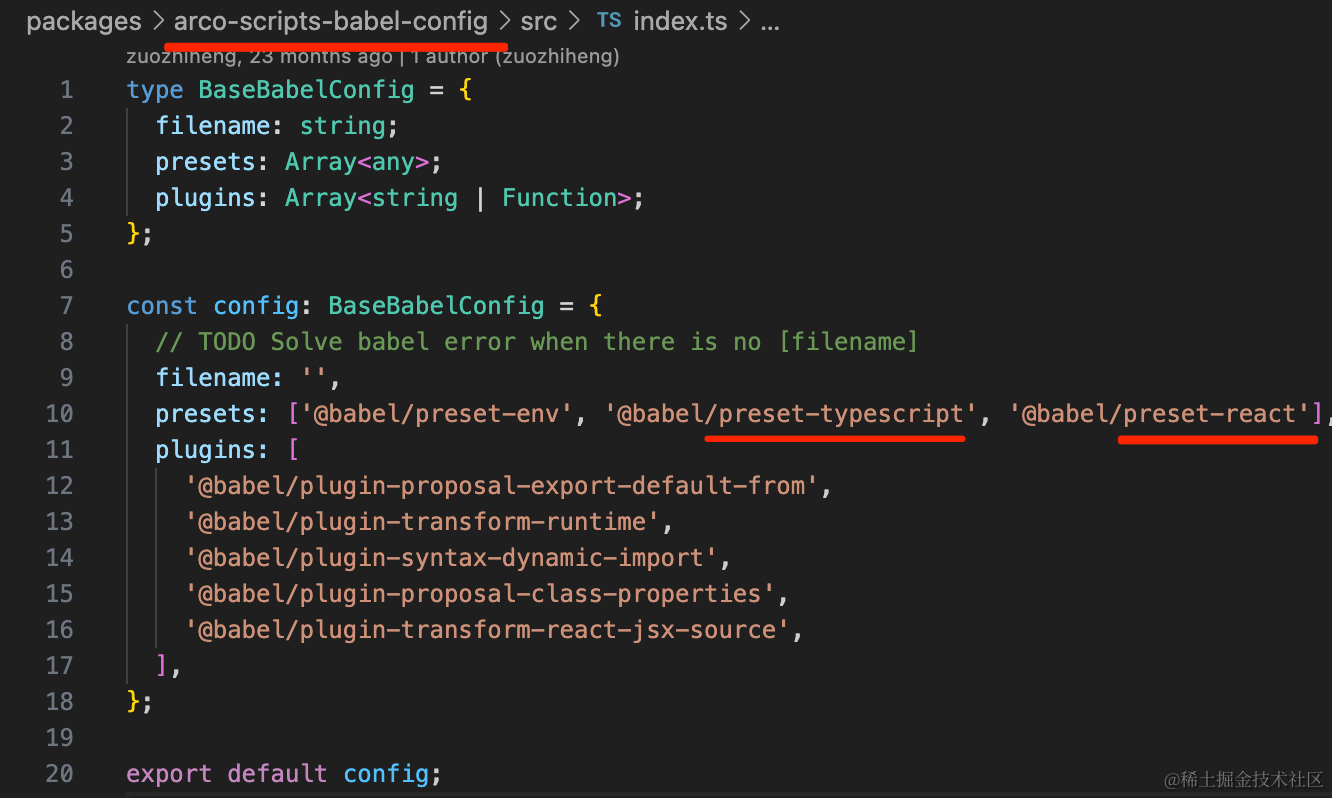 packages > arco-scripts-babel-config > src > TS index.ts > ...
zuozhiheng, 23 months ago | 1 author (zuozhiheng)
1 type BaseBabelConfig = {
2   filename: string;
3   presets: Array<any>;
4   plugins: Array<string | Function>;
5 };
6
7 const config: BaseBabelConfig = {
8   // TODO Solve babel error when there is no [filename]
9   filename: '',
10   presets: ['@babel/preset-env', '@babel/preset-typescript', '@babel/preset-react'],
11   plugins: [
12     '@babel/plugin-proposal-export-default-from',
13     '@babel/plugin-transform-runtime',
14     '@babel/plugin-syntax-dynamic-import',
15     '@babel/plugin-proposal-class-properties',
16     '@babel/plugin-transform-react-jsx-source',
17   ],
18 };
19
20 export default config;
@稀土掘金技术社区